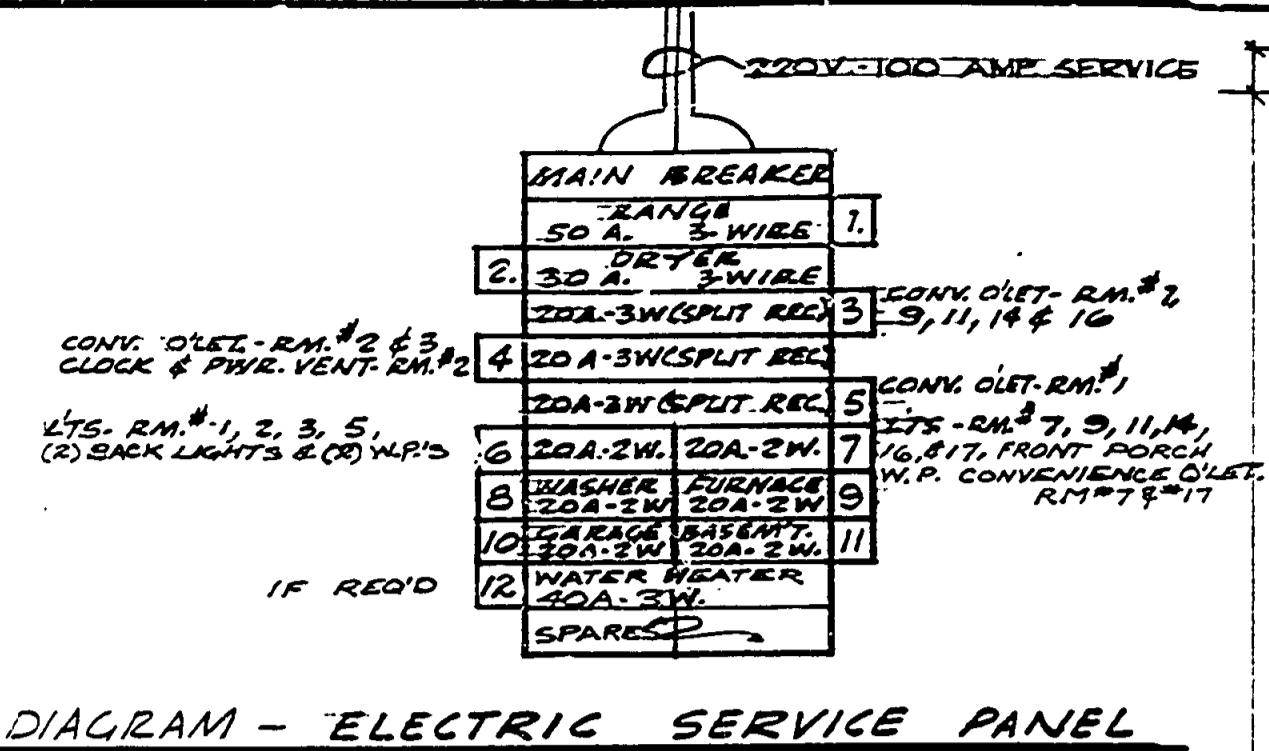 220V.-100 AMP SERVICE
MAIN BREAKER
RANGE
50 A. 3-WIRE
1.
2.
DRYER
30 A. 3 WIRE
20A-3W(SPLIT REC)
3
CONV. O'LET- RM.#
9, 11, 14 & 16
CONV. O'LET.-RM.#2 & 3
CLOCK & PWR. VENT-RM.#2
4
20 A-3W(SPLIT REC)
20A-3W(SPLIT REC)
5
CONV. O'LET-RM.#1
LTS- RM.#-1, 2, 3, 5,
(2) BACK LIGHTS & (2) W.P.'S
6
20A-2W.
20A-2W.
7
LTS-RM# 7, 9, 11, 14,
16, & 17, FRONT PORCH
W.P. CONVENIENCE O'LET.
RM#7 & #17
8
WASHER
20A-2W
FURNACE
20A-2W
9
10
GARAGE
20A-2W
BASEM'T.
20A-2W.
11
IF REQ'D
12
WATER HEATER
40A-3W.
SPARES
DIAGRAM - ELECTRIC SERVICE PANEL